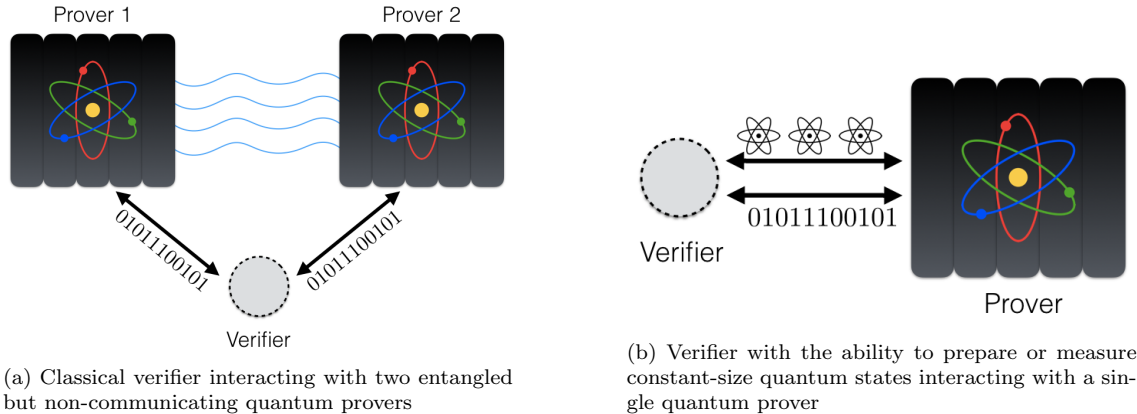 Prover 1
Prover 2
01011100101
01011100101
Verifier
(a) Classical verifier interacting with two entangled
but non-communicating quantum provers
01011100101
Verifier
Prover
(b) Verifier with the ability to prepare or measure
constant-size quantum states interacting with a sin-
gle quantum prover